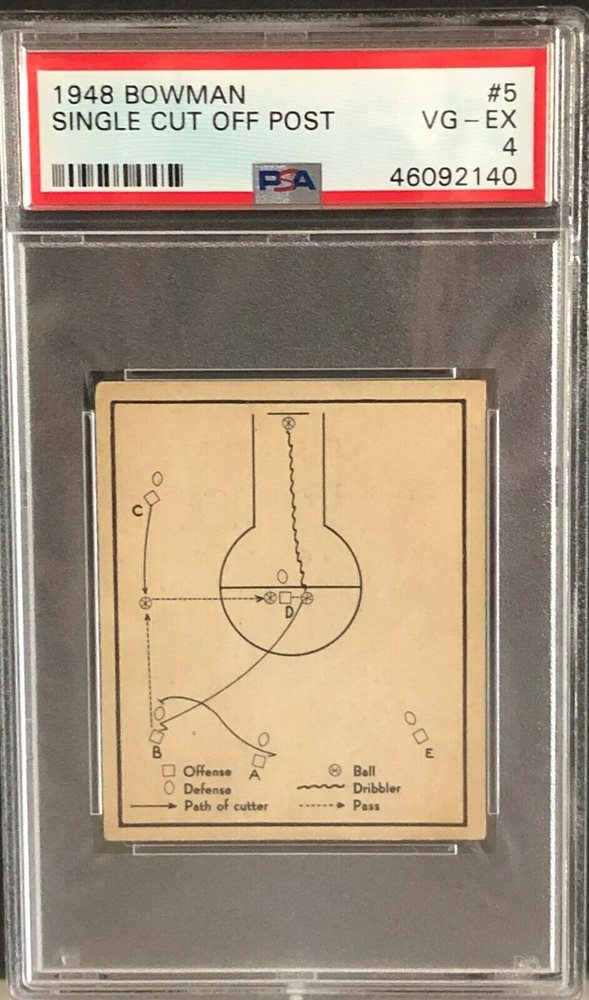 1948 BOWMAN #5
SINGLE CUT OFF POST VG - EX
4
PSA 46092140
C
D
B
A
E
Offense Ball
Defense Dribbler
Path of cutter Pass